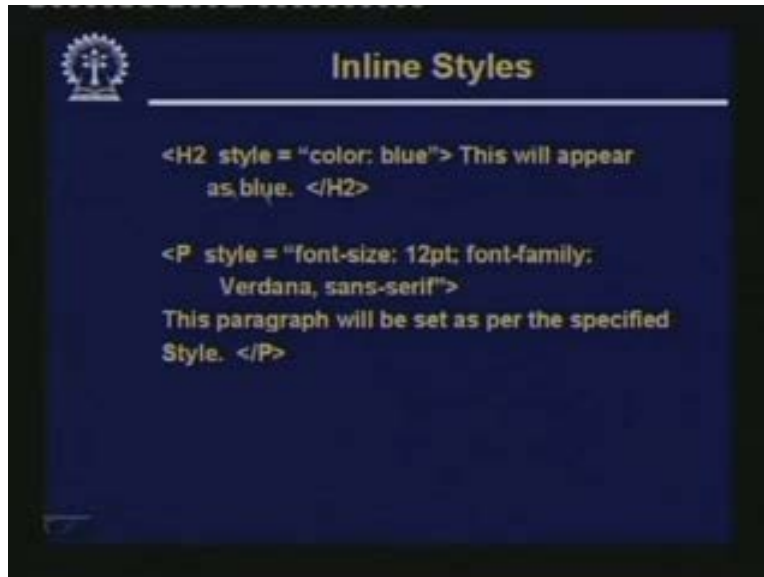 Inline Styles
<H2 style = “color: blue”> This will appear
as blue. </H2>
<P style = “font-size: 12pt; font-family:
Verdana, sans-serif”>
This paragraph will be set as per the specified
Style. </P>